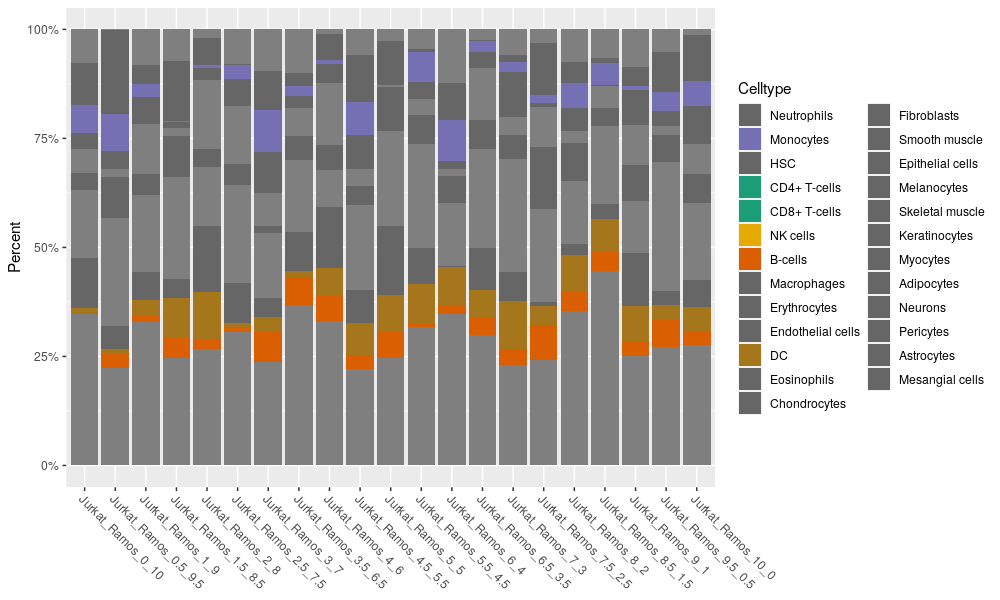 100%
75%
50%
25%
0%
Percent
Jurkat_Ramos_0_10
Jurkat_Ramos_0.5_9.5
Jurkat_Ramos_1_9
Jurkat_Ramos_1.5_8.5
Jurkat_Ramos_2_8
Jurkat_Ramos_2.5_7.5
Jurkat_Ramos_3_7
Jurkat_Ramos_3.5_6.5
Jurkat_Ramos_4_6
Jurkat_Ramos_4.5_5.5
Jurkat_Ramos_5_5
Jurkat_Ramos_5.5_4.5
Jurkat_Ramos_6_4
Jurkat_Ramos_6.5_3.5
Jurkat_Ramos_7_3
Jurkat_Ramos_7.5_2.5
Jurkat_Ramos_8_2
Jurkat_Ramos_8.5_1.5
Jurkat_Ramos_9_1
Jurkat_Ramos_9.5_0.5
Jurkat_Ramos_10_0
Celltype
Neutrophils
Monocytes
HSC
CD4+ T-cells
CD8+ T-cells
NK cells
B-cells
Macrophages
Erythrocytes
Endothelial cells
DC
Eosinophils
Chondrocytes
Fibroblasts
Smooth muscle
Epithelial cells
Melanocytes
Skeletal muscle
Keratinocytes
Myocytes
Adipocytes
Neurons
Pericytes
Astrocytes
Mesangial cells